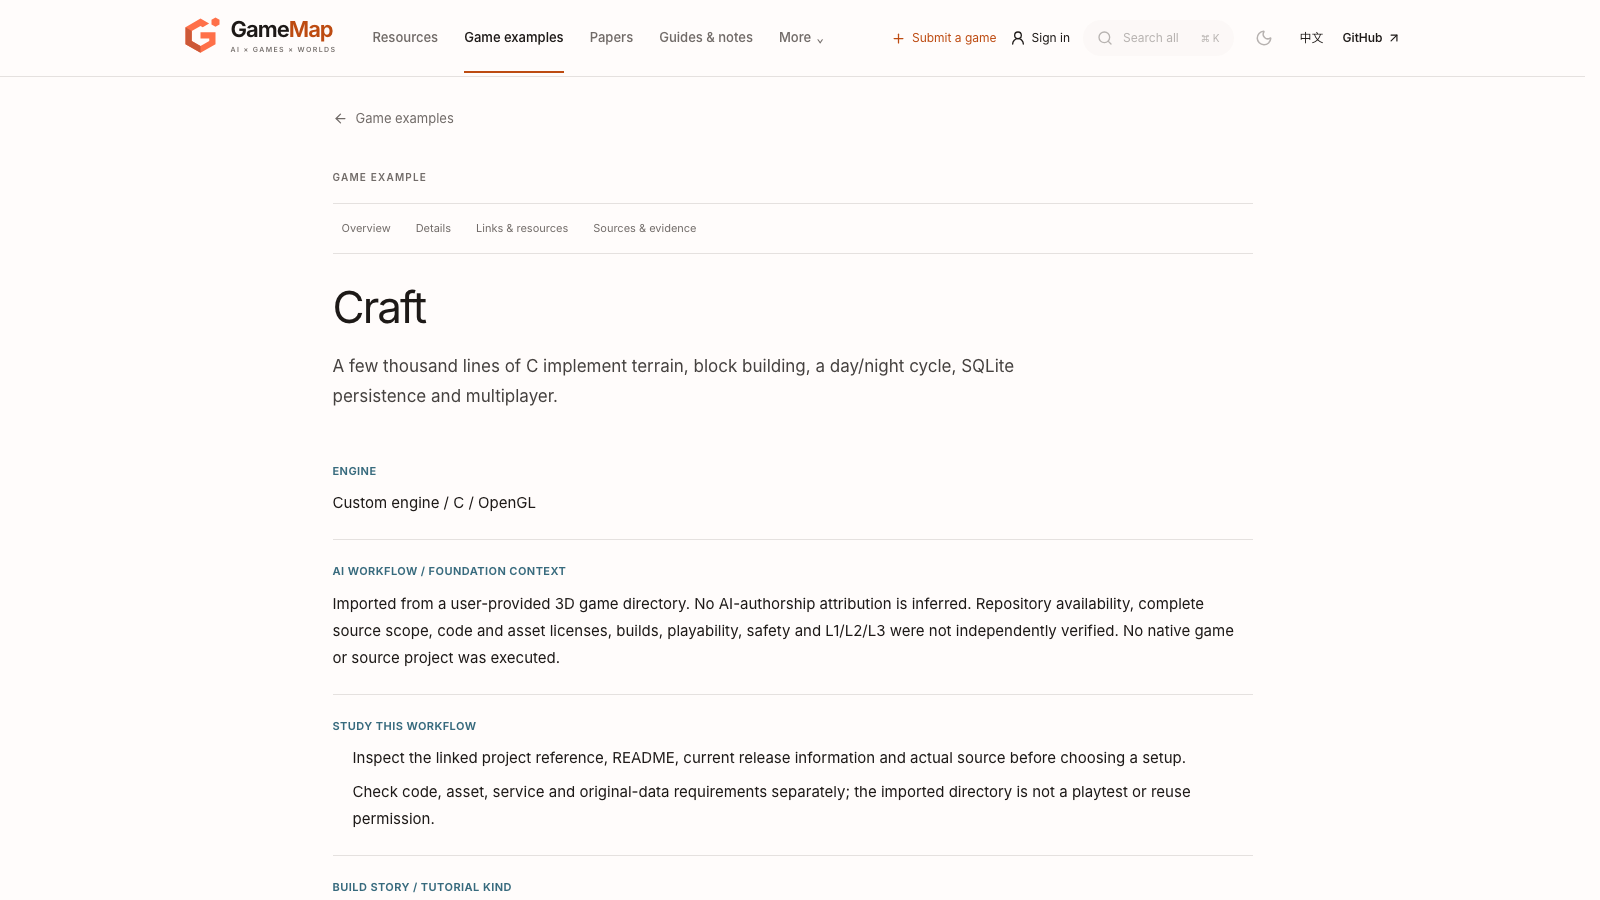 GameMap
AI × GAMES × WORLDS
Resources
Game examples
Papers
Guides & notes
More
Submit a game
Sign in
Search all
⌘ K
中文
GitHub
Game examples
GAME EXAMPLE
Overview
Details
Links & resources
Sources & evidence
Craft
A few thousand lines of C implement terrain, block building, a day/night cycle, SQLite
persistence and multiplayer.
ENGINE
Custom engine / C / OpenGL
AI WORKFLOW / FOUNDATION CONTEXT
Imported from a user-provided 3D game directory. No AI-authorship attribution is inferred. Repository availability, complete
source scope, code and asset licenses, builds, playability, safety and L1/L2/L3 were not independently verified. No native game
or source project was executed.
STUDY THIS WORKFLOW
Inspect the linked project reference, README, current release information and actual source before choosing a setup.
Check code, asset, service and original-data requirements separately; the imported directory is not a playtest or reuse
permission.
BUILD STORY / TUTORIAL KIND